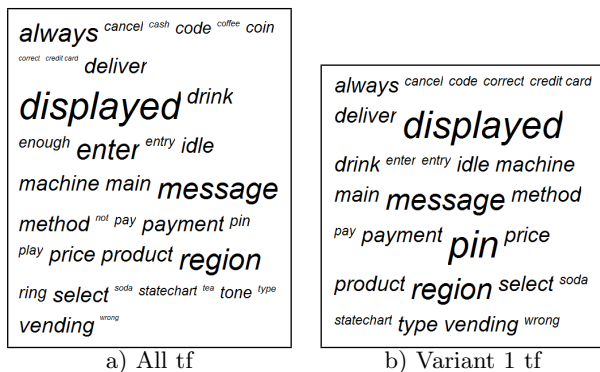 always cancel cash code coffee coin
correct credit card deliver
displayed drink
enough enter entry idle
machine main message
method not pay payment pin
play price product region
ring select soda statechart tea tone type
vending wrong
a) All tf
always cancel code correct credit card
deliver displayed
drink enter entry idle machine
main message method
pay payment pin price
product region select soda
statechart type vending wrong
b) Variant 1 tf